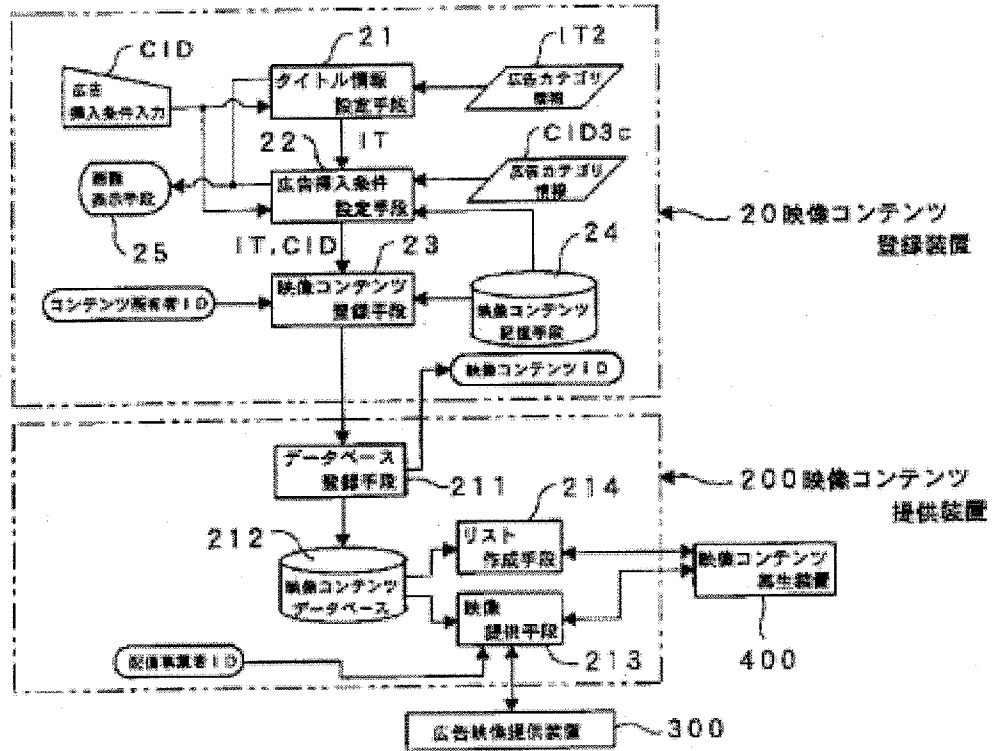 21
CID
IT2
タイトル情報
設定手段
広告カテゴリ
情報
広告
挿入条件入力
IT
CID3c
22
広告挿入条件
設定手段
広告カテゴリ
情報
画面
表示手段
20映像コンテンツ
登録装置
25
IT,CID
23
24
映像コンテンツ
登録手段
コンテンツ所有者ID
映像コンテンツ
記憶手段
映像コンテンツID
データベース
登録手段
211
214
200映像コンテンツ
提供装置
212
リスト
作成手段
映像コンテンツ
再生装置
映像コンテンツ
データベース
映像
提供手段
213
400
配信事業者ID
広告映像提供装置
300